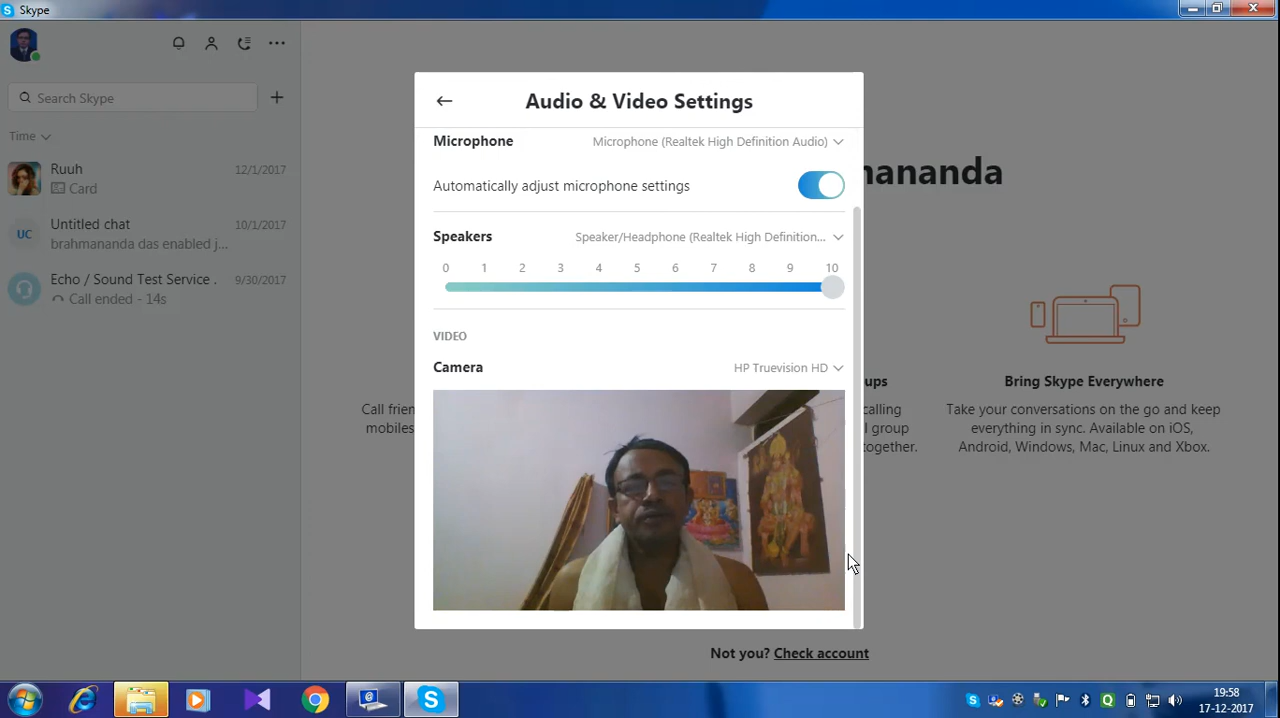 Skype
Search Skype
Time
Ruuh
12/1/2017
Card
UC
Untitled chat
10/1/2017
brahmananda das enabled j...
Echo / Sound Test Service .
9/30/2017
Call ended - 14s
Audio & Video Settings
Microphone
Microphone (Realtek High Definition Audio)
Automatically adjust microphone settings
Speakers
Speaker/Headphone (Realtek High Definition...
0 1 2 3 4 5 6 7 8 9 10
VIDEO
Camera
HP Truevision HD
nananda
Call frien
mobiles
ups
calling
l group
together.
Bring Skype Everywhere
Take your conversations on the go and keep
everything in sync. Available on iOS,
Android, Windows, Mac, Linux and Xbox.
Not you? Check account
19:58
17-12-2017